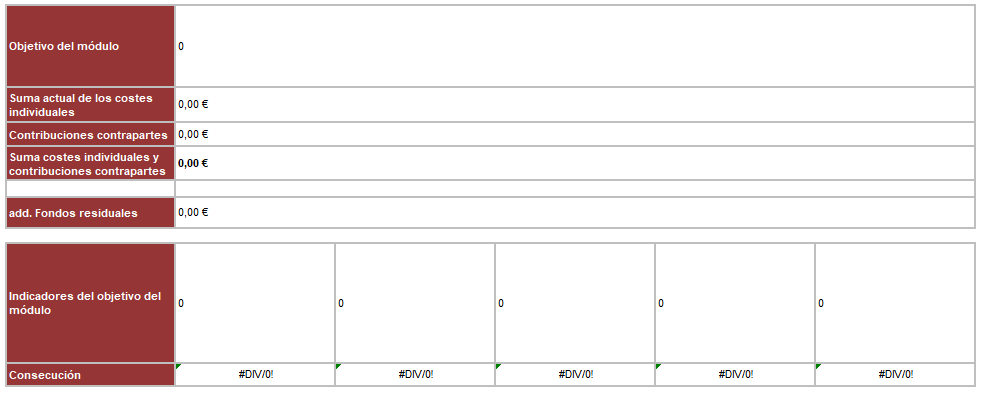 Objetivo del módulo
0
Suma actual de los costes
individuales
0,00 €
Contribuciones contrapartes
0,00 €
Suma costes individuales y
contribuciones contrapartes
0,00 €
add. Fondos residuales
0,00 €
Indicadores del objetivo del
módulo
0 0 0 0 0
Consecución
#DIV/0! #DIV/0! #DIV/0! #DIV/0! #DIV/0!